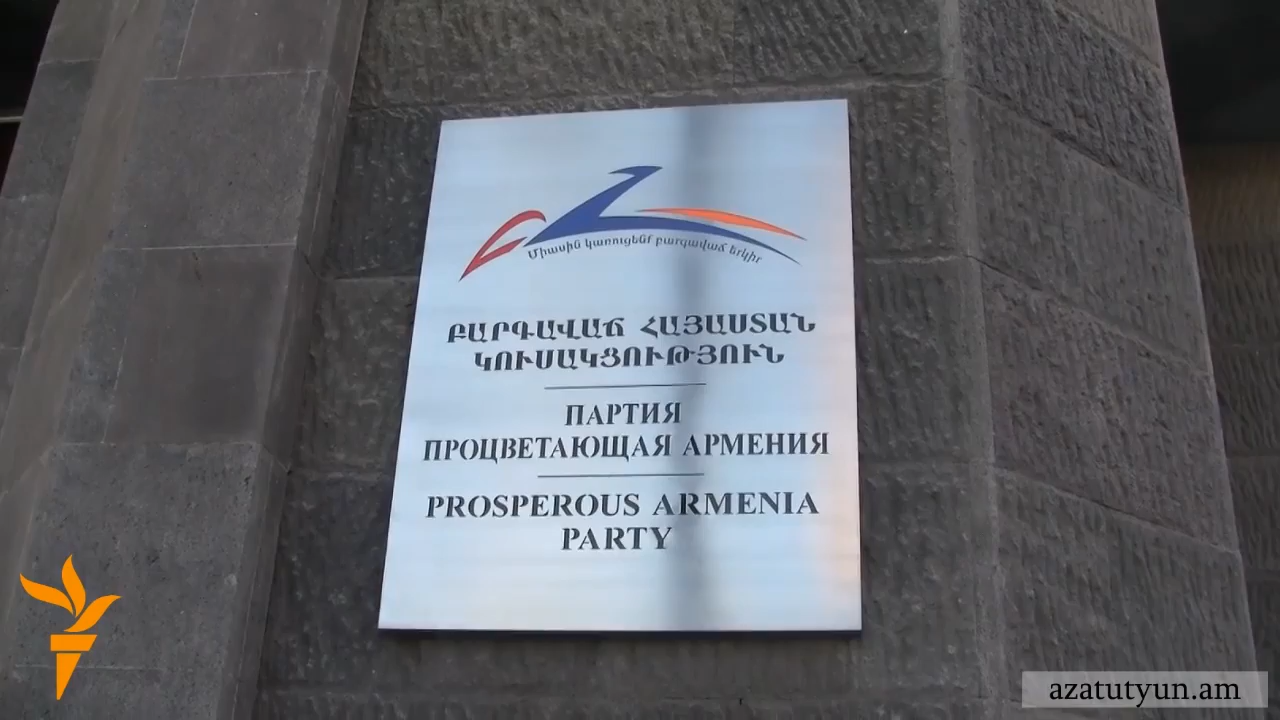 Միասին կառուցենք բարգավաճ երկիր
ԲԱՐԳԱՎԱՃ ՀԱՅԱՍՏԱՆ
ԿՈՒՍԱԿՑՈՒԹՅՈՒՆ
ПАРТИЯ
ПРОЦВЕТАЮЩАЯ АРМЕНИЯ
PROSPEROUS ARMENIA
PARTY
azatutyun.am